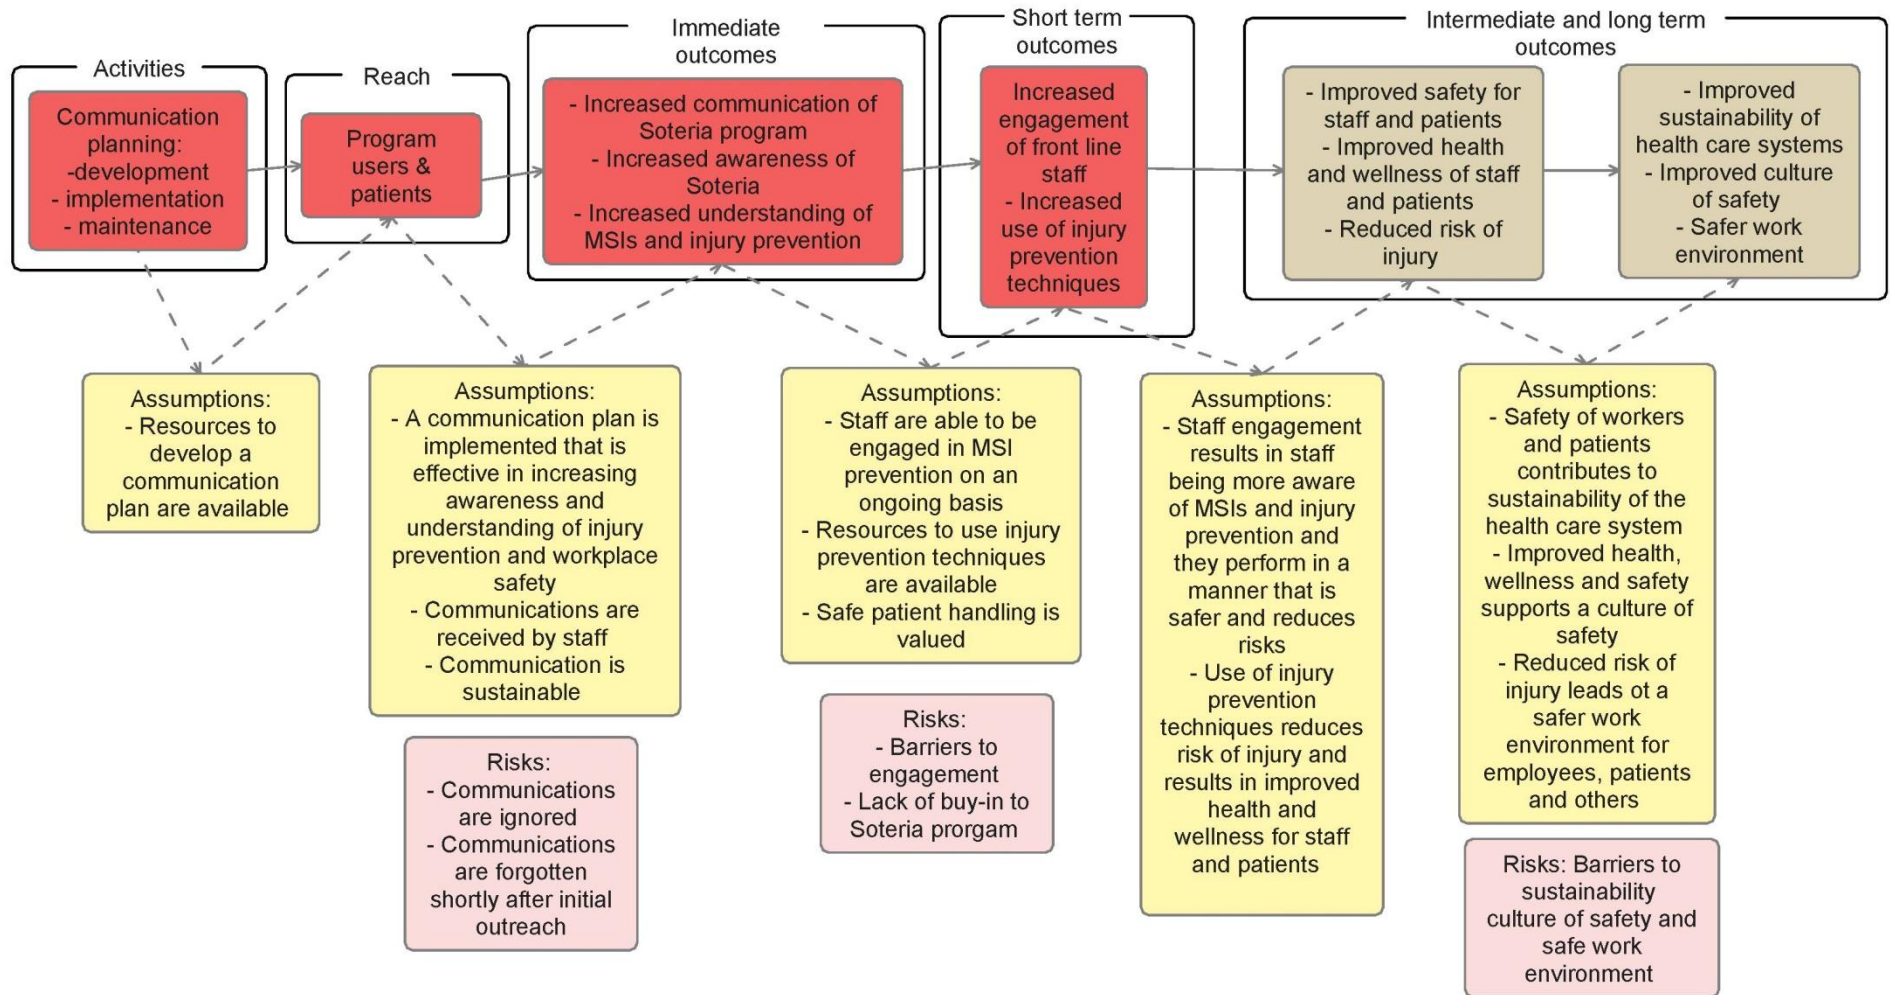 Activities
Communication
planning:
-development
- implementation
- maintenance
Reach
Program
users &
patients
Immediate
outcomes
- Increased communication of
Soteria program
- Increased awareness of
Soteria
- Increased understanding of
MSIs and injury prevention
Short term
outcomes
Increased
engagement
of front line
staff
- Increased
use of injury
prevention
techniques
Intermediate and long term
outcomes
- Improved safety for
staff and patients
- Improved health
and wellness of staff
and patients
- Reduced risk of
injury
- Improved
sustainability of
health care systems
- Improved culture
of safety
- Safer work
environment
Assumptions:
- Resources to
develop a
communication
plan are available
Assumptions:
- A communication plan is
implemented that is
effective in increasing
awareness and
understanding of injury
prevention and workplace
safety
- Communications are
received by staff
- Communication is
sustainable
Risks:
- Communications
are ignored
- Communications
are forgotten
shortly after initial
outreach
Assumptions:
- Staff are able to be
engaged in MSI
prevention on an
ongoing basis
- Resources to use injury
prevention techniques
are available
- Safe patient handling is
valued
Risks:
- Barriers to
engagement
- Lack of buy-in to
Soteria prorgam
Assumptions:
- Staff engagement
results in staff
being more aware
of MSIs and injury
prevention and
they perform in a
manner that is
safer and reduces
risks
- Use of injury
prevention
techniques reduces
risk of injury and
results in improved
health and
wellness for staff
and patients
Assumptions:
- Safety of workers
and patients
contributes to
sustainability of the
health care system
- Improved health,
wellness and safety
supports a culture of
safety
- Reduced risk of
injury leads ot a
safer work
environment for
employees, patients
and others
Risks: Barriers to
sustainability
culture of safety and
safe work
environment